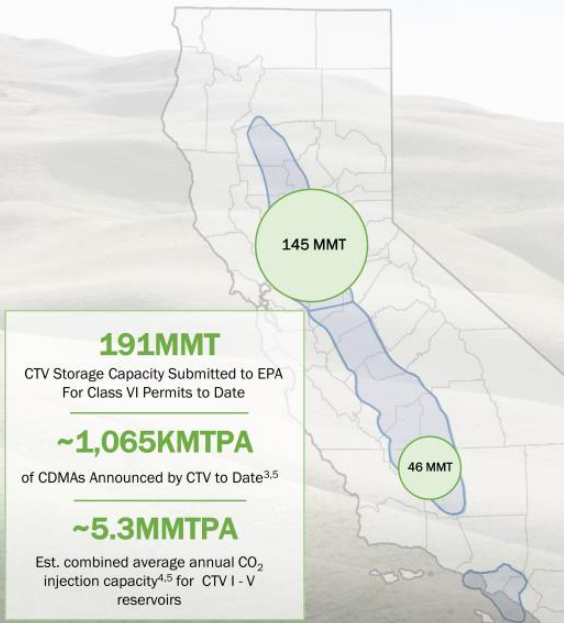 145 MMT
191MMT
CTV Storage Capacity Submitted to EPA
For Class VI Permits to Date
~1,065KMTPA
of CDMAs Announced by CTV to Date3,5
~5.3MMTPA
Est. combined average annual CO2
injection capacity4,5 for CTV I - V
reservoirs
46 MMT